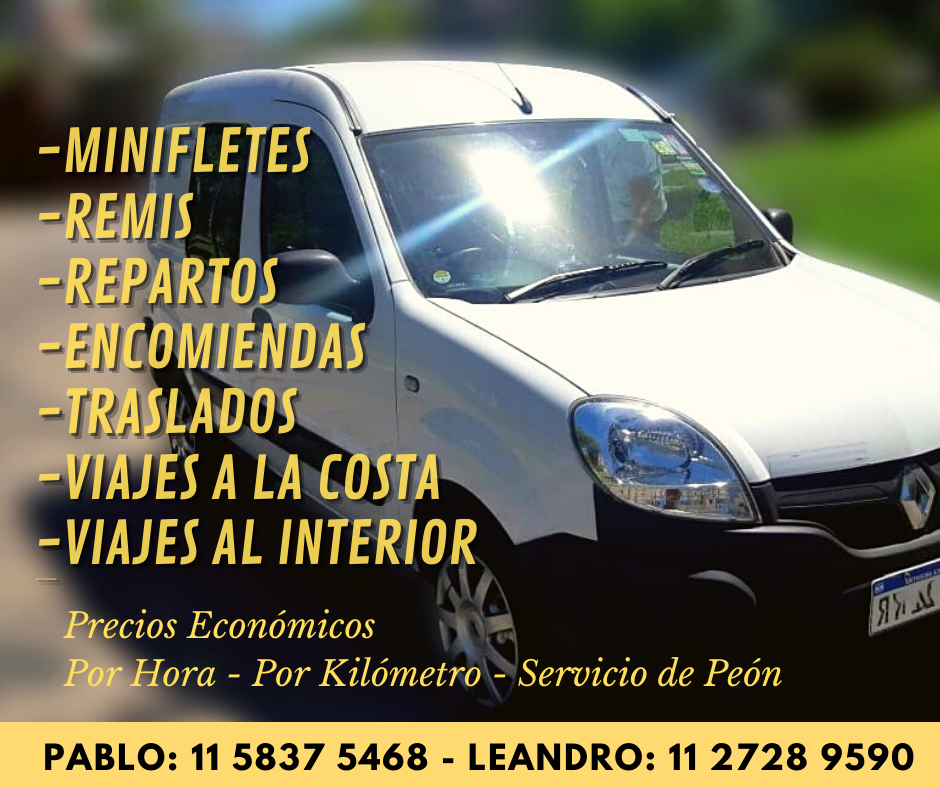 -MINIFLETES
-REMIS
-REPARTOS
-ENCOMIENDAS
-TRASLADOS
-VIAJES A LA COSTA
-VIAJES AL INTERIOR
Precios Económicos
Por Hora - Por Kilómetro - Servicio de Peón
PABLO: 11 5837 5468 - LEANDRO: 11 2728 9590